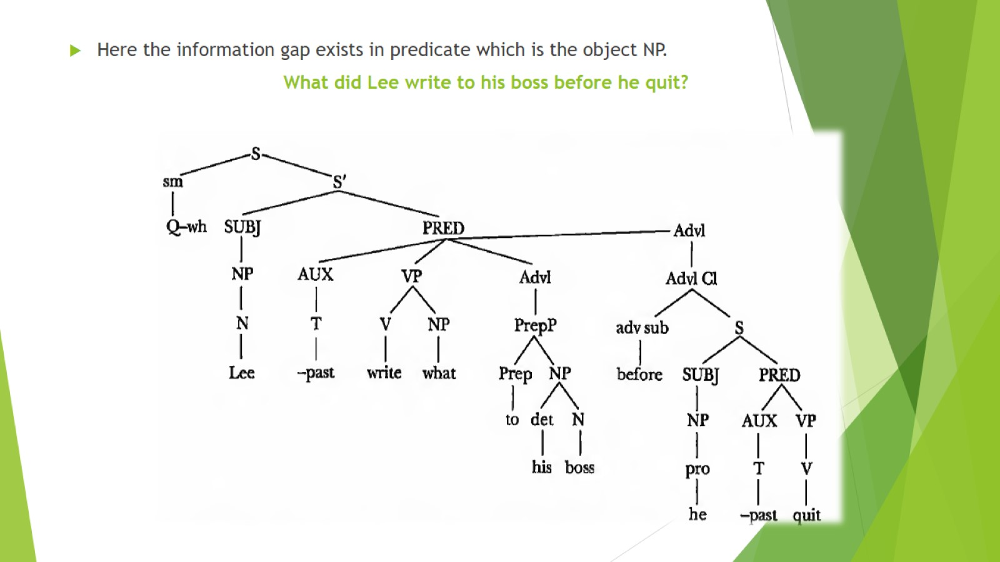 Here the information gap exists in predicate which is the object NP.
What did Lee write to his boss before he quit?
S
sm S′
Q–wh SUBJ PRED Advl
NP AUX VP Advl Advl Cl
N T V NP PrepP adv sub S
Lee –past write what Prep NP before SUBJ PRED
to det N NP AUX VP
his boss pro T V
he –past quit